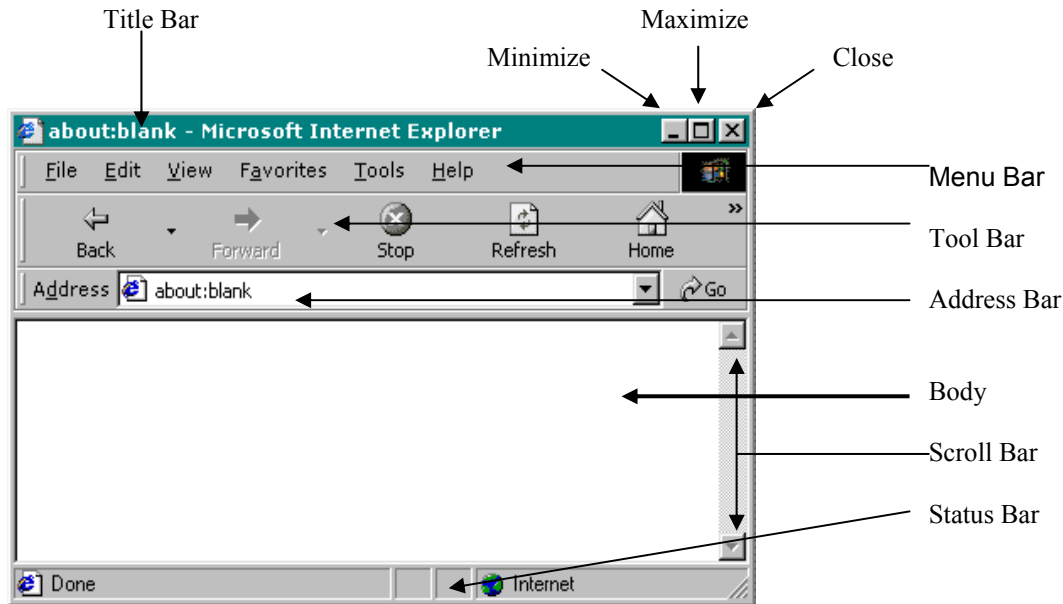 Title Bar
Maximize
Minimize
Close
about:blank - Microsoft Internet Explorer
File Edit View Favorites Tools Help
Menu Bar
Back Forward Stop Refresh Home »
Tool Bar
Address about:blank Go
Address Bar
Body
Scroll Bar
Status Bar
Done Internet